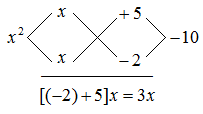 x +5
x² -10
x -2
[(-2)+5]x = 3x